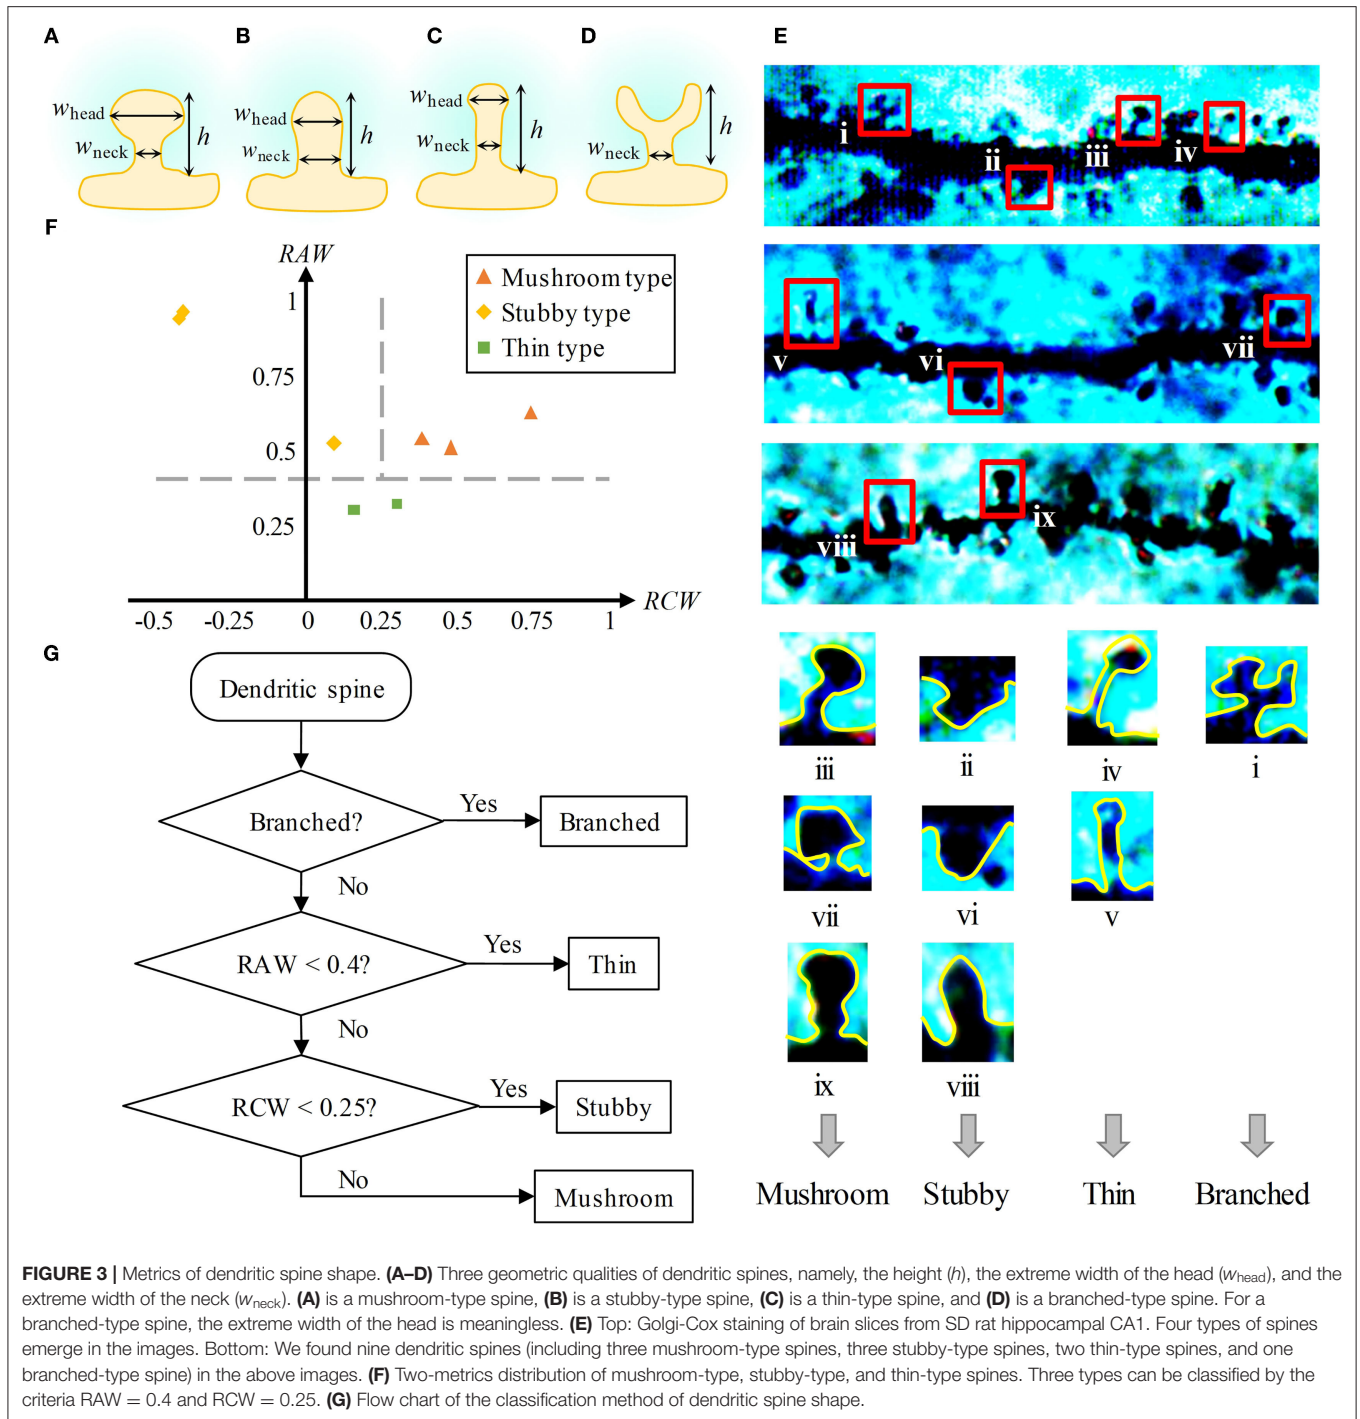 A
B
C
D
E
w_head
w_neck
h
w_head
w_neck
h
w_head
w_neck
h
w_neck
h
i
ii
iii
iv
v
vi
vii
viii
ix
F
RAW
1
0.75
0.5
0.25
-0.5 -0.25 0 0.25 0.5 0.75 1
RCW
Mushroom type
Stubby type
Thin type
G
Dendritic spine
Branched?
Yes
Branched
No
RAW < 0.4?
Yes
Thin
No
RCW < 0.25?
Yes
Stubby
No
Mushroom
iii ii iv i
vii vi v
ix viii
Mushroom Stubby Thin Branched
FIGURE 3 | Metrics of dendritic spine shape. (A–D) Three geometric qualities of dendritic spines, namely, the height (h), the extreme width of the head (w_head), and the
extreme width of the neck (w_neck). (A) is a mushroom-type spine, (B) is a stubby-type spine, (C) is a thin-type spine, and (D) is a branched-type spine. For a
branched-type spine, the extreme width of the head is meaningless. (E) Top: Golgi-Cox staining of brain slices from SD rat hippocampal CA1. Four types of spines
emerge in the images. Bottom: We found nine dendritic spines (including three mushroom-type spines, three stubby-type spines, two thin-type spines, and one
branched-type spine) in the above images. (F) Two-metrics distribution of mushroom-type, stubby-type, and thin-type spines. Three types can be classified by the
criteria RAW = 0.4 and RCW = 0.25. (G) Flow chart of the classification method of dendritic spine shape.